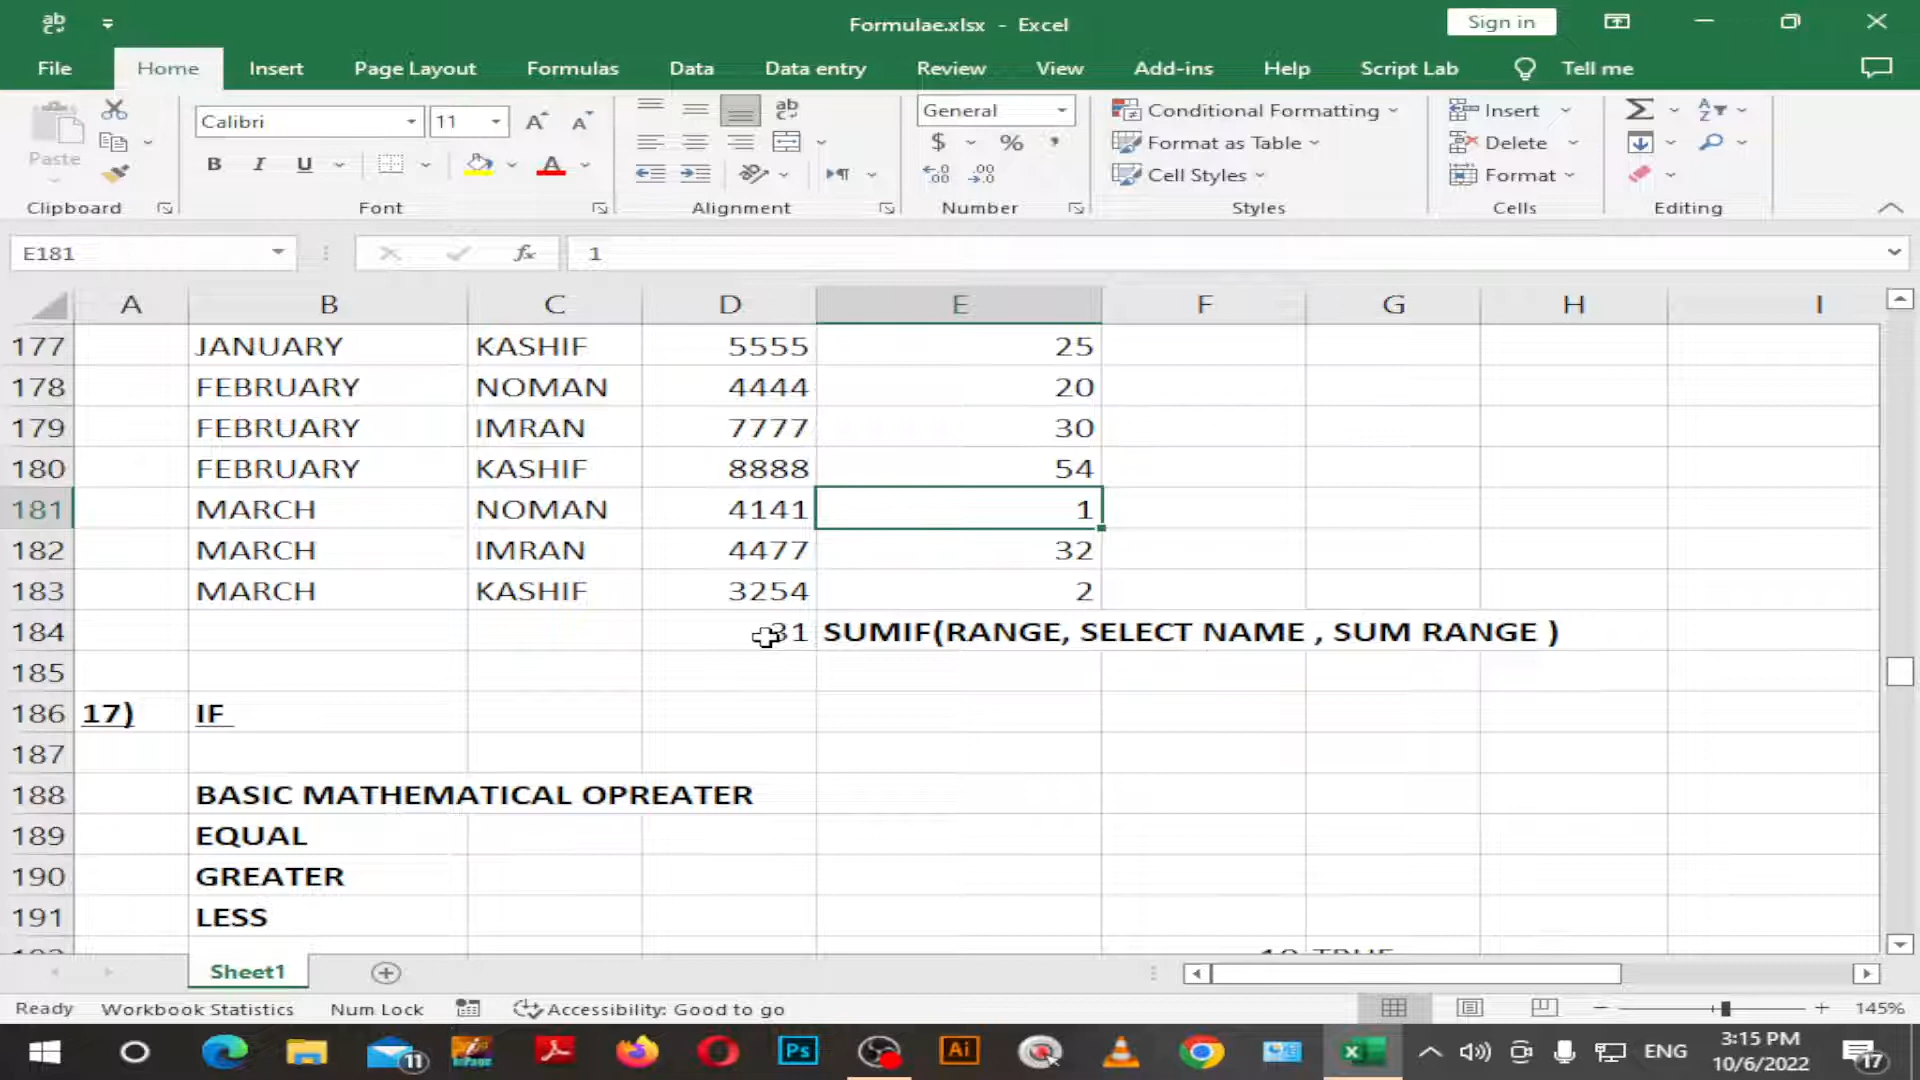 Formulae.xlsx - Excel
Sign in
File Home Insert Page Layout Formulas Data Data entry Review View Add-ins Help Script Lab Tell me
Paste
Calibri 11
General
Conditional Formatting
Format as Table
Cell Styles
Insert
Delete
Format
Clipboard Font Alignment Number Styles Cells Editing
E181 fx 1
A B C D E F G H I
177 JANUARY KASHIF 5555 25
178 FEBRUARY NOMAN 4444 20
179 FEBRUARY IMRAN 7777 30
180 FEBRUARY KASHIF 8888 54
181 MARCH NOMAN 4141 1
182 MARCH IMRAN 4477 32
183 MARCH KASHIF 3254 2
184 31 SUMIF(RANGE, SELECT NAME , SUM RANGE )
185
186 17) IF
187
188 BASIC MATHEMATICAL OPREATER
189 EQUAL
190 GREATER
191 LESS
Sheet1
Ready Workbook Statistics Num Lock Accessibility: Good to go 145%
11 Ps Ai ENG 3:15 PM 17
10/6/2022